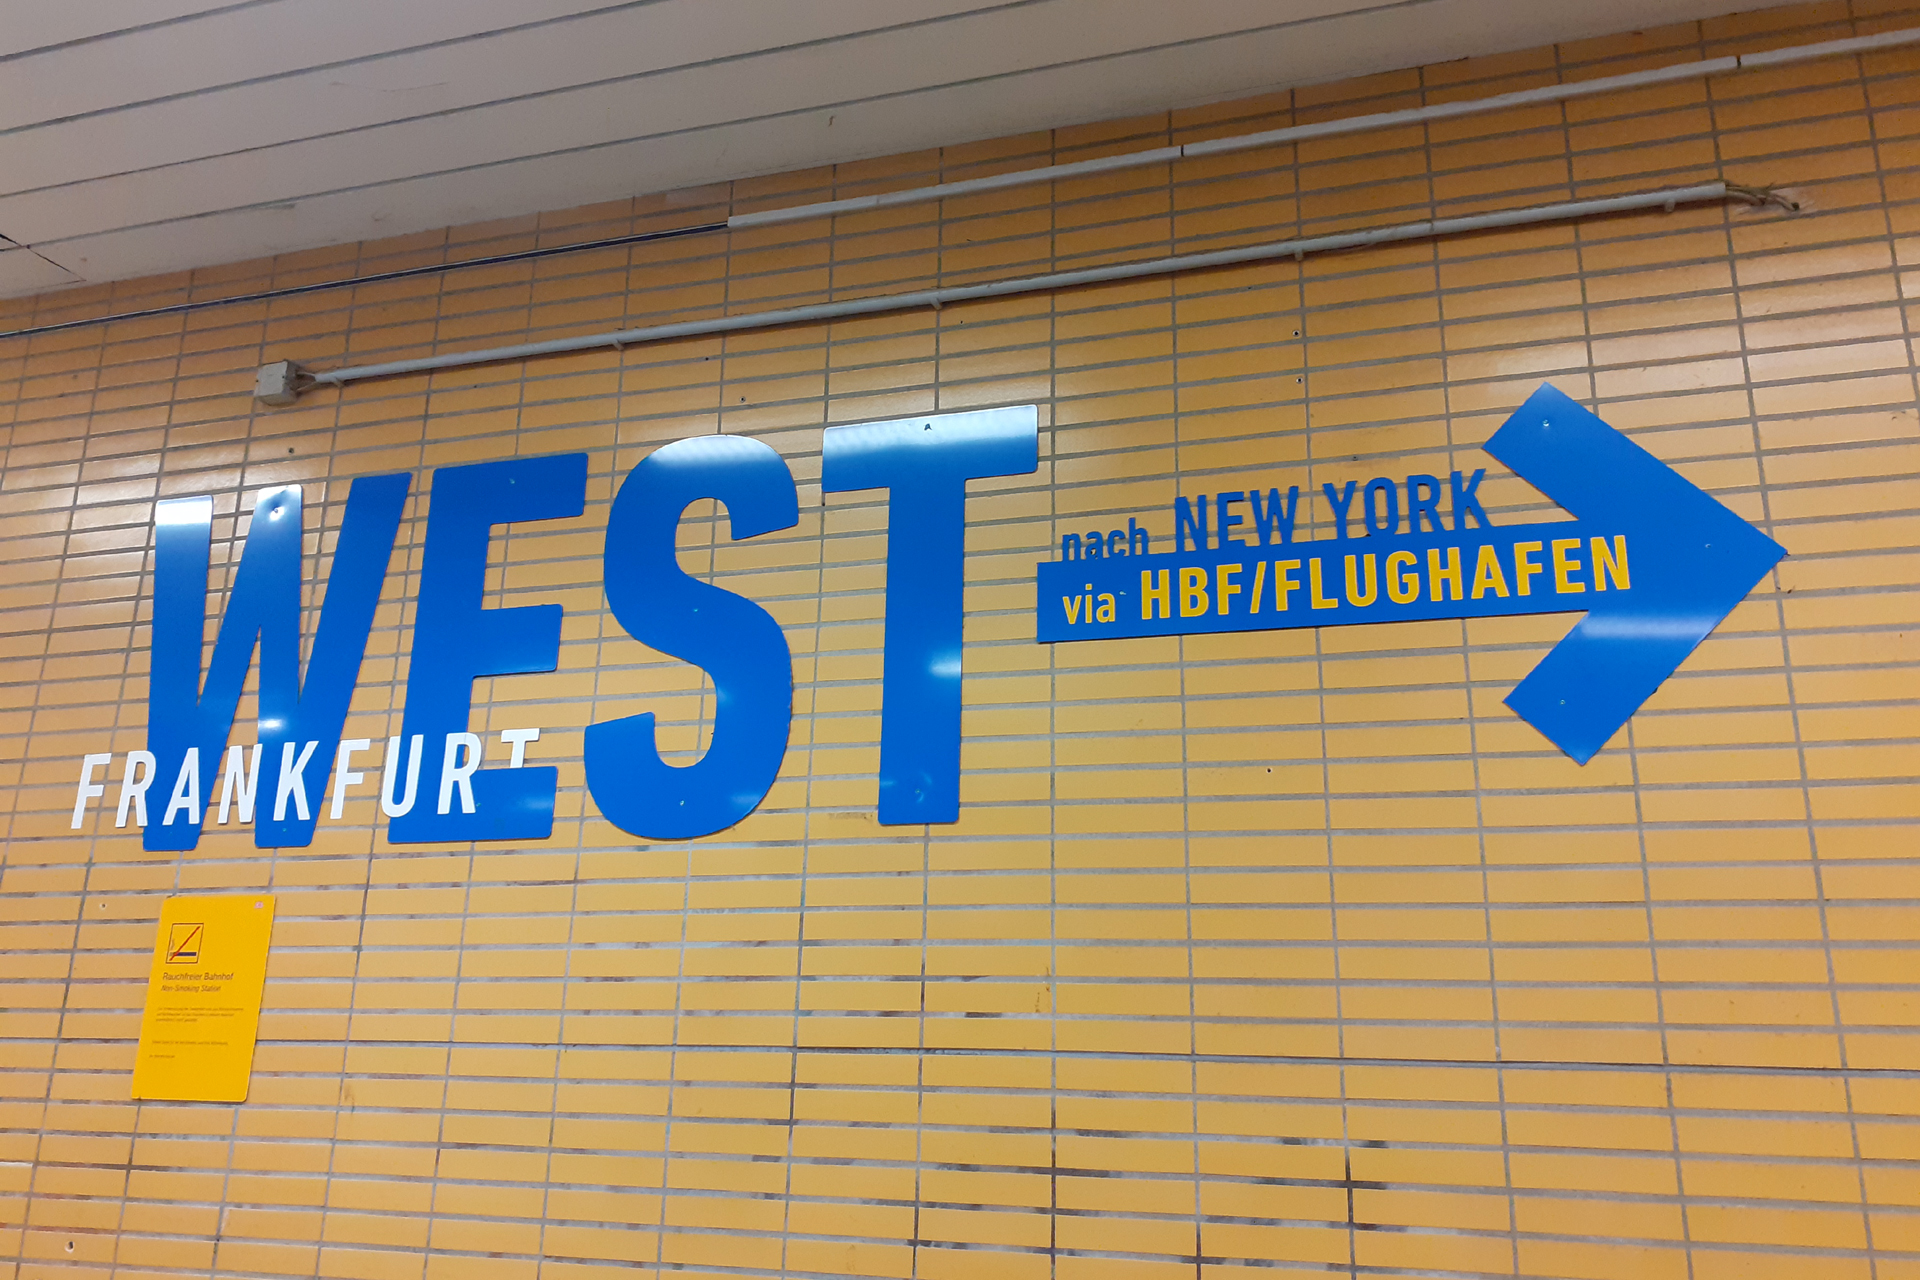 WEST
FRANKFURT
nach NEW YORK
via HBF/FLUGHAFEN
Rauchfreier Bahnhof
Non-Smoking Station